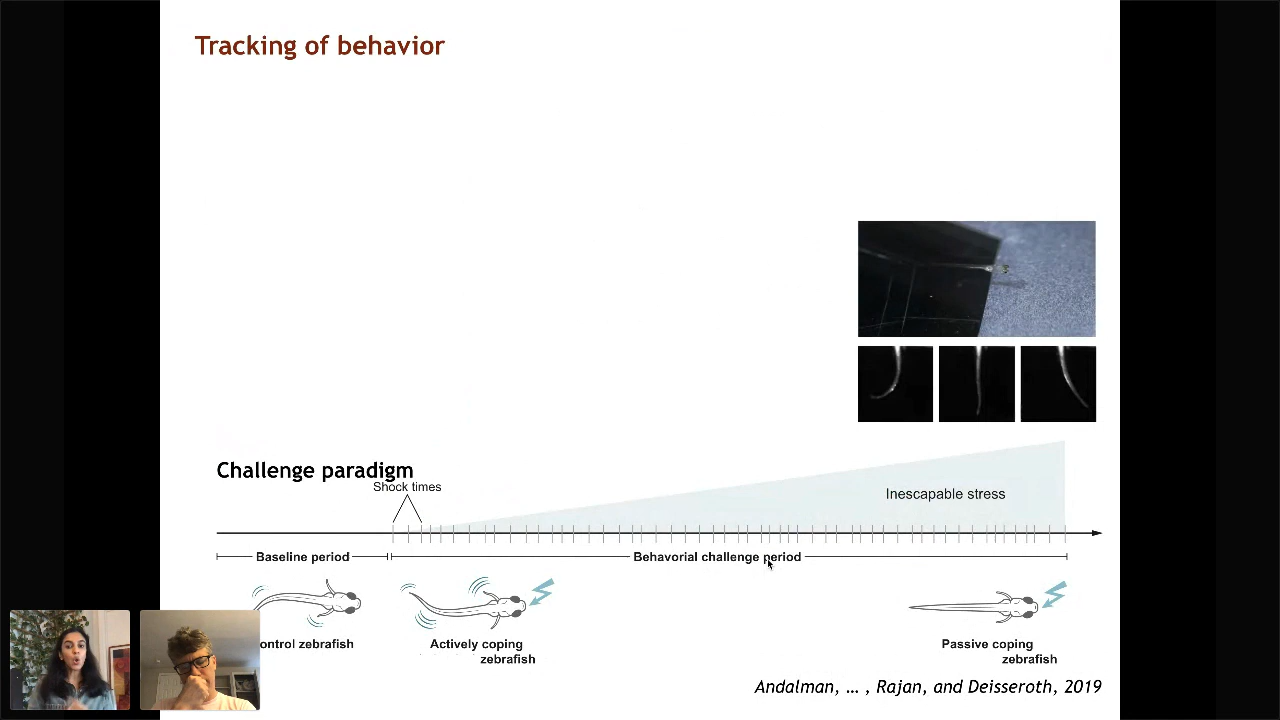 Tracking of behavior
Challenge paradigm
Shock times
Inescapable stress
Baseline period
Behavorial challenge period
ontrol zebrafish
Actively coping
zebrafish
Passive coping
zebrafish
Andalman, ... , Rajan, and Deisseroth, 2019